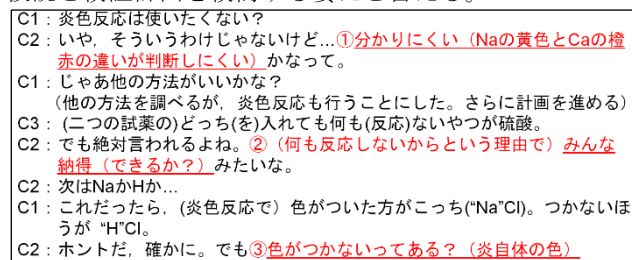 C1：炎色反応は使いたくない？
C2：いや，そういうわけじゃないけど…①分かりにくい（Naの黄色とCaの橙
赤の違いが判断しにくい）かなって。
C1：じゃあ他の方法がいいかな？
（他の方法を調べるが，炎色反応も行うことにした。さらに計画を進める）
C3：(二つの試薬の)どっち(を)入れても何も(反応)ないやつが硫酸。
C2：でも絶対言われるよね。②（何も反応しないからという理由で）みんな
納得（できるか？）みたいな。
C2：次はNaかHか…
C1：これだったら，(炎色反応で）色がついた方がこっち(“Na”Cl)。つかないほ
うが “H”Cl。
C2：ホントだ，確かに。でも③色がつかないってある？（炎自体の色）